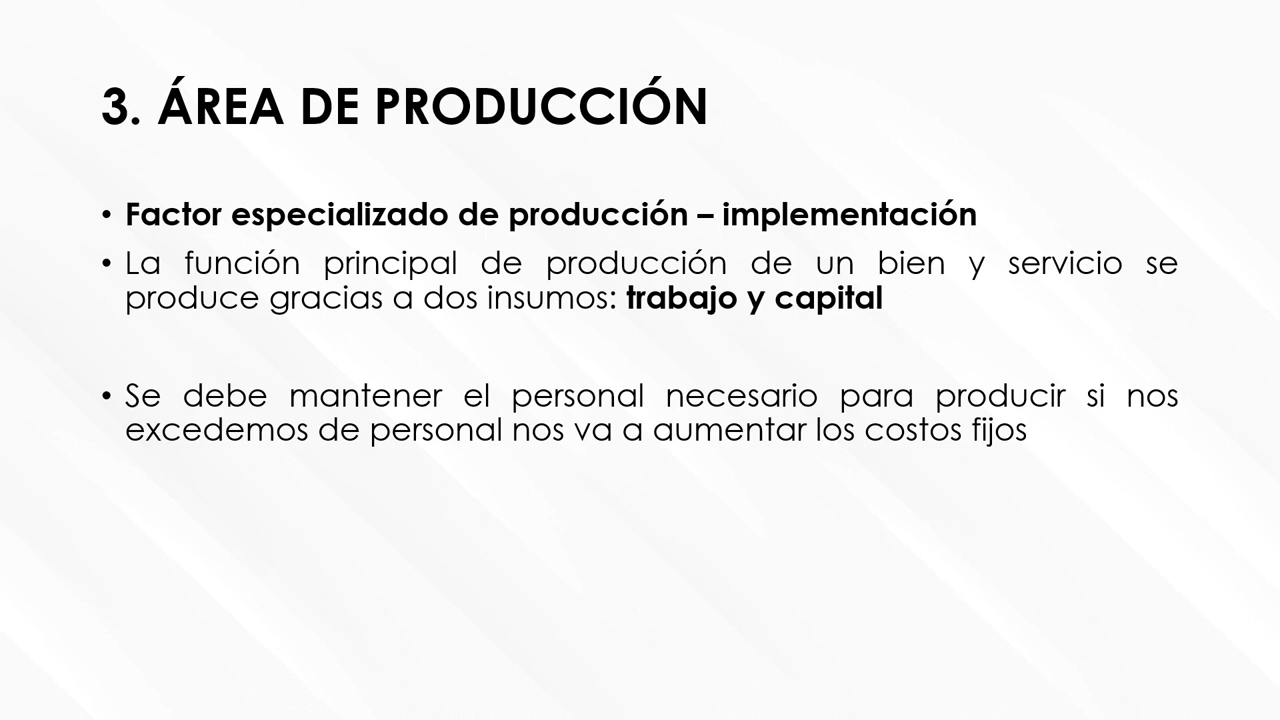 3. ÁREA DE PRODUCCIÓN
• Factor especializado de producción – implementación
• La función principal de producción de un bien y servicio se
produce gracias a dos insumos: trabajo y capital
• Se debe mantener el personal necesario para producir si nos
excedemos de personal nos va a aumentar los costos fijos